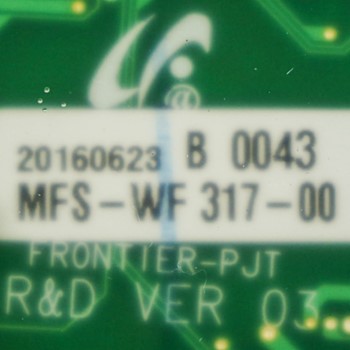 @
20160623 B 0043
MFS-WF 317-00
FRONTIER-PJT
R&D VER 03